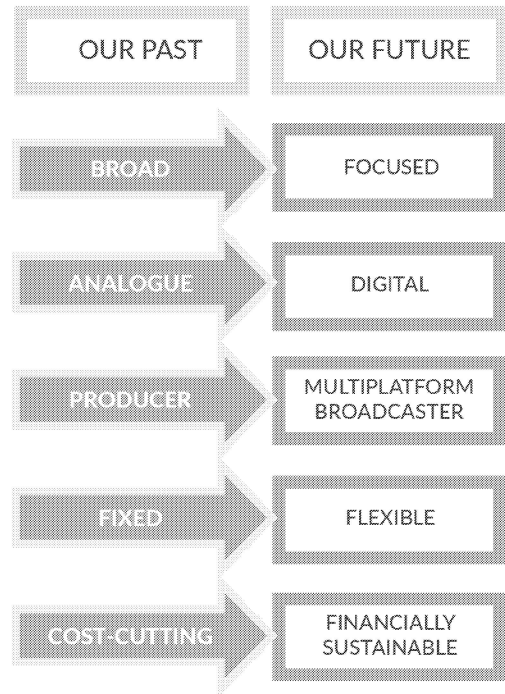 OUR PAST
OUR FUTURE
BROAD
FOCUSED
ANALOGUE
DIGITAL
PRODUCER
MULTIPLATFORM
BROADCASTER
FIXED
FLEXIBLE
COST-CUTTING
FINANCIALLY
SUSTAINABLE